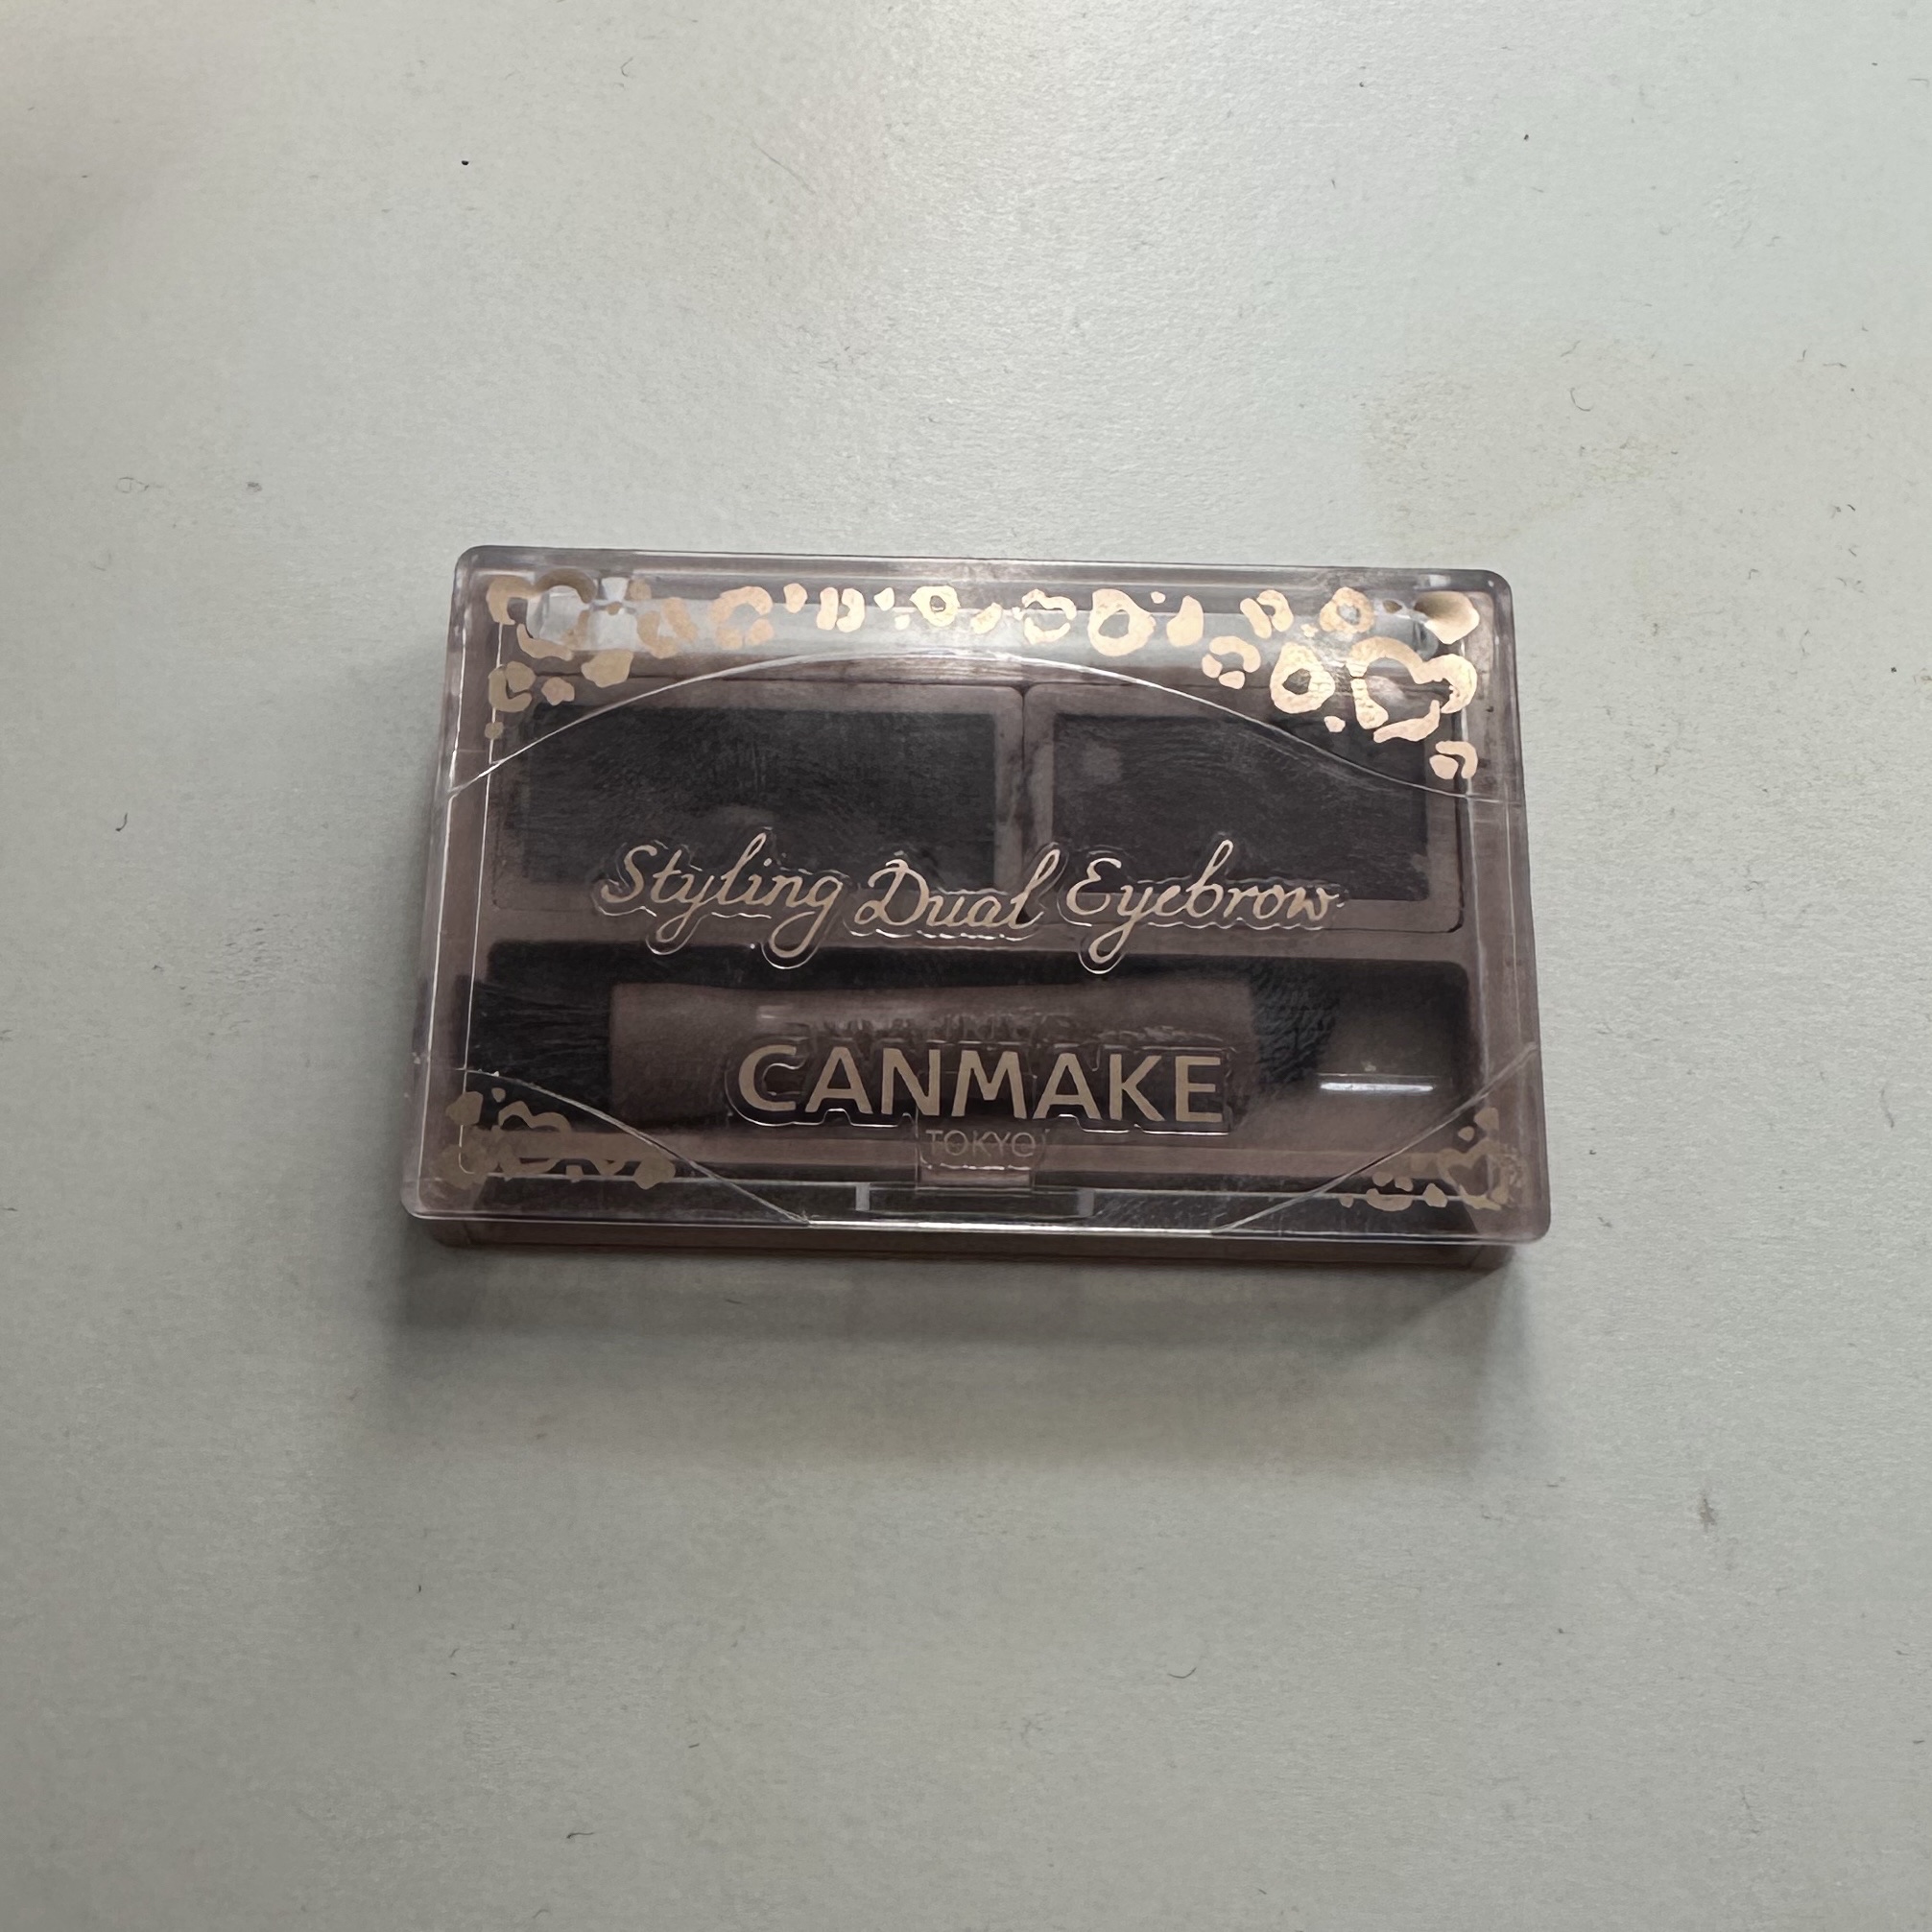 Styling Dual Eyebrow
CANMAKE
TOKYO